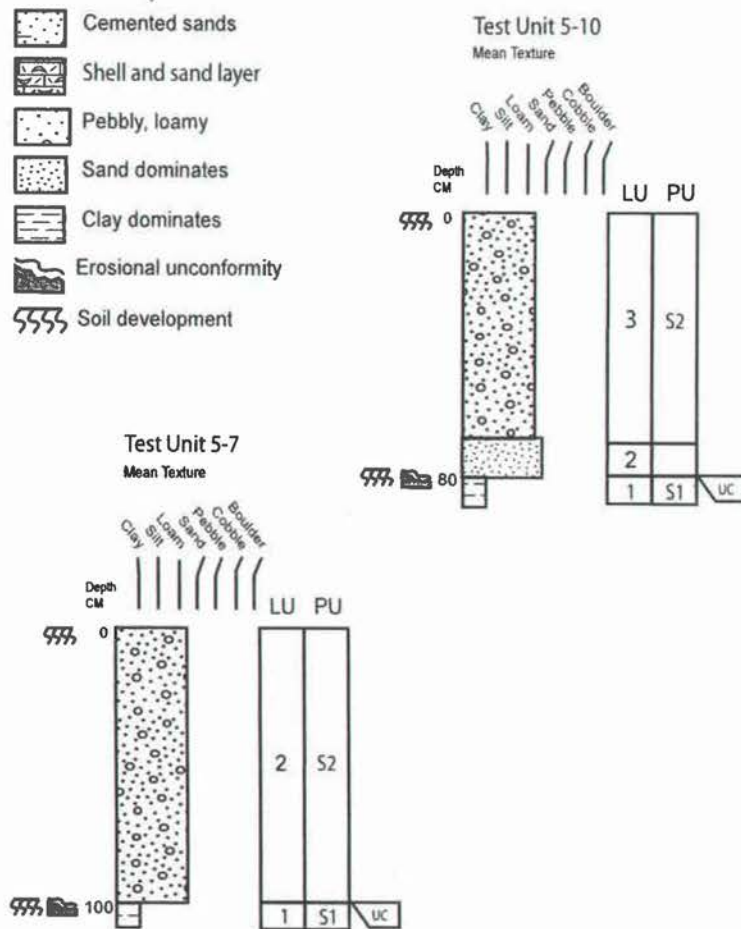 Cemented sands
Shell and sand layer
Pebbly, loamy
Sand dominates
Clay dominates
Erosional unconformity
Soil development
Test Unit 5-10
Mean Texture
Clay
Silt
Loam
Sand
Pebble
Cobble
Boulder
Depth
CM
LU PU
0
3 S2
2
80
1 S1 UC
Test Unit 5-7
Mean Texture
Clay
Silt
Loam
Sand
Pebble
Cobble
Boulder
Depth
CM
LU PU
0
2 S2
100
1 S1 UC